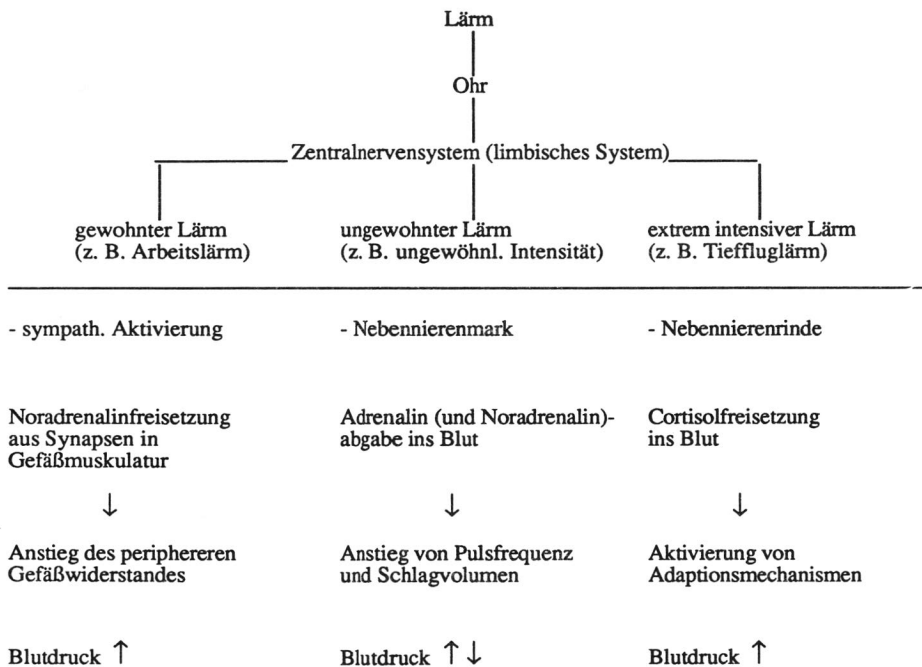 Lärm
Ohr
Zentralnervensystem (limbisches System)
gewohnter Lärm
(z. B. Arbeitslärm)
ungewohnter Lärm
(z. B. ungewöhnl. Intensität)
extrem intensiver Lärm
(z. B. Tieffluglärm)
- sympath. Aktivierung
- Nebennierenmark
- Nebennierenrinde
Noradrenalinfreisetzung
aus Synapsen in
Gefäßmuskulatur
Adrenalin (und Noradrenalin)-
abgabe ins Blut
Cortisolfreisetzung
ins Blut
↓ ↓ ↓
Anstieg des periphereren
Gefäßwiderstandes
Anstieg von Pulsfrequenz
und Schlagvolumen
Aktivierung von
Adaptionsmechanismen
Blutdruck ↑
Blutdruck ↑↓
Blutdruck ↑